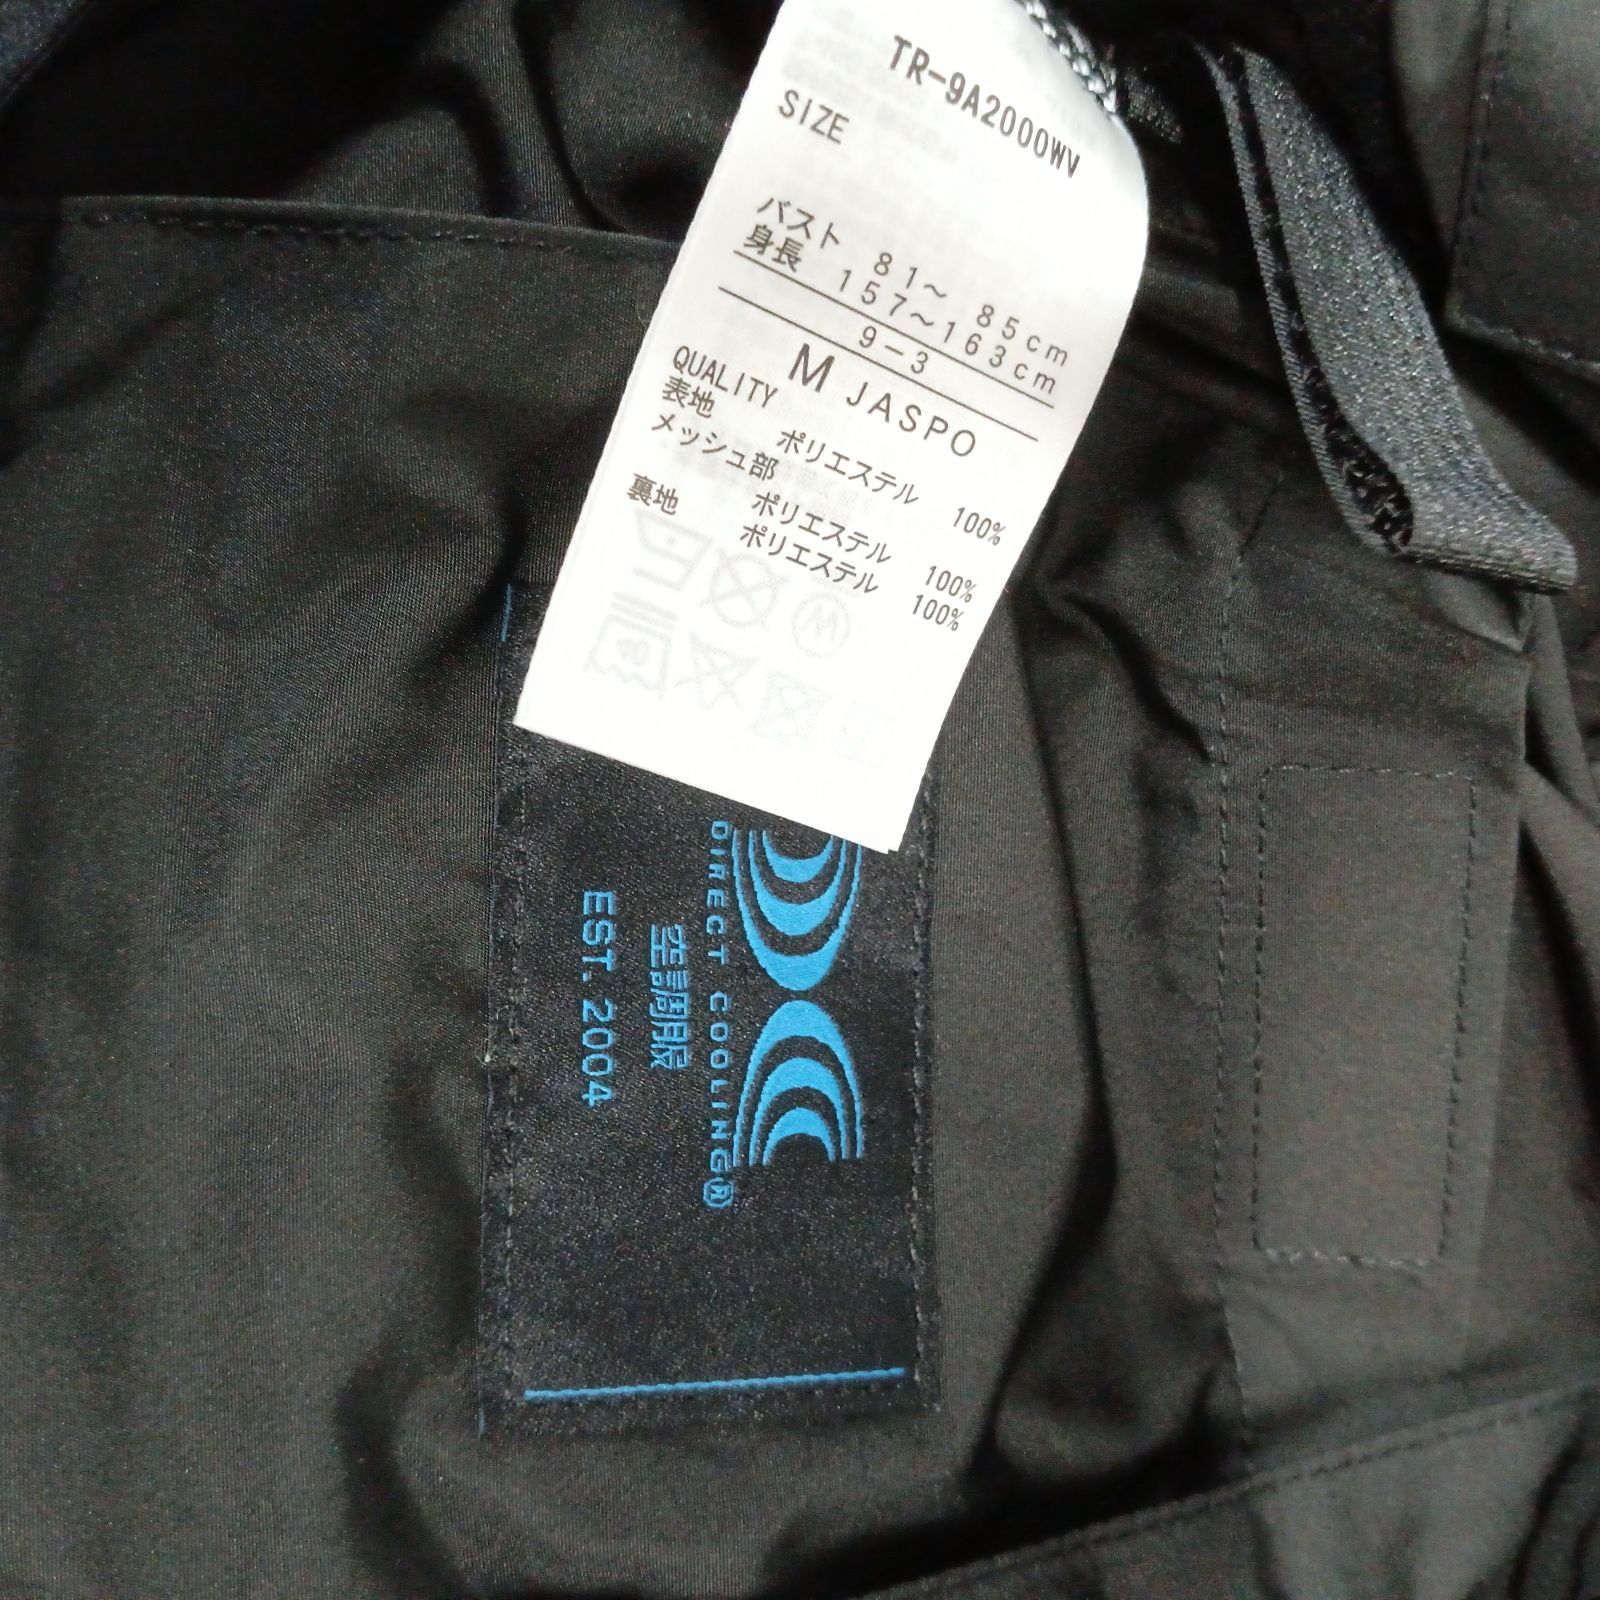 TR-9A2000WV
SIZE
バスト 81～ 85cm
身長 157～163cm
9-3
M JASPO
QUALITY
表地 ポリエステル 100%
メッシュ部
ポリエステル 100%
裏地 ポリエステル 100%
DIRECT COOLING®
空調服
EST. 2004